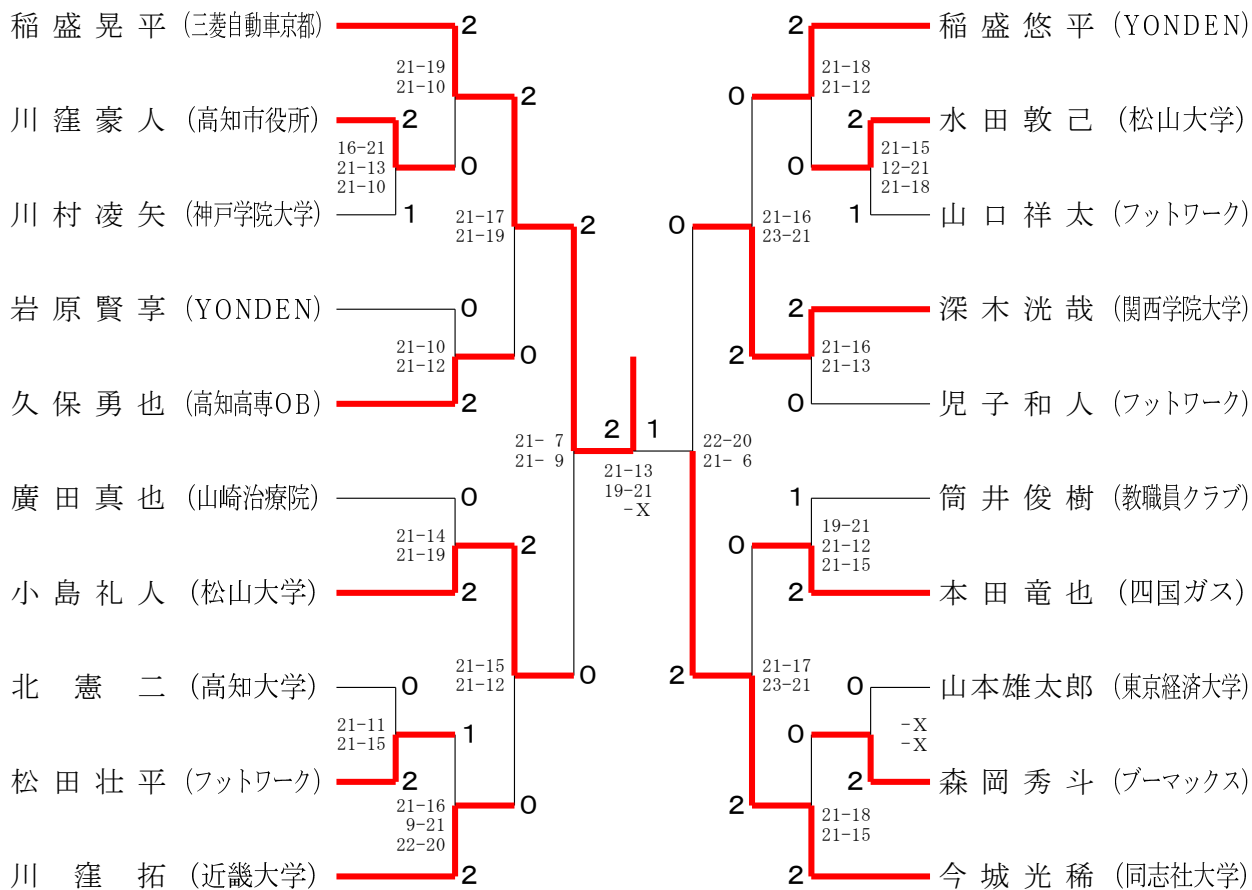 稲盛晃平 (三菱自動車京都) 2
21-19
21-10
2
川窪豪人 (高知市役所) 2
16-21
21-13
21-10
0
川村凌矢 (神戸学院大学) 1
21-17
21-19
2
岩原賢享 (YONDEN) 0
21-10
21-12
0
久保勇也 (高知高専OB) 2
21- 7
21- 9
廣田真也 (山崎治療院) 0
21-14
21-19
2
小島礼人 (松山大学) 2
21-15
21-12
0
北憲二 (高知大学) 0
21-11
21-15
1
松田壮平 (フットワーク) 2
21-16
9-21
22-20
0
川窪拓 (近畿大学) 2
2 1
21-13
19-21
-X
2 稲盛悠平 (YONDEN)
21-18
21-12
0
2 水田敦己 (松山大学)
21-15
12-21
21-18
0
1 山口祥太 (フットワーク)
21-16
23-21
0
2 深木洸哉 (関西学院大学)
21-16
21-13
2
0 児子和人 (フットワーク)
22-20
21- 6
1 筒井俊樹 (教職員クラブ)
19-21
21-12
21-15
0
2 本田竜也 (四国ガス)
21-17
23-21
2
0 山本雄太郎 (東京経済大学)
-X
-X
0
2 森岡秀斗 (ブーマックス)
21-18
21-15
2
2 今城光稀 (同志社大学)